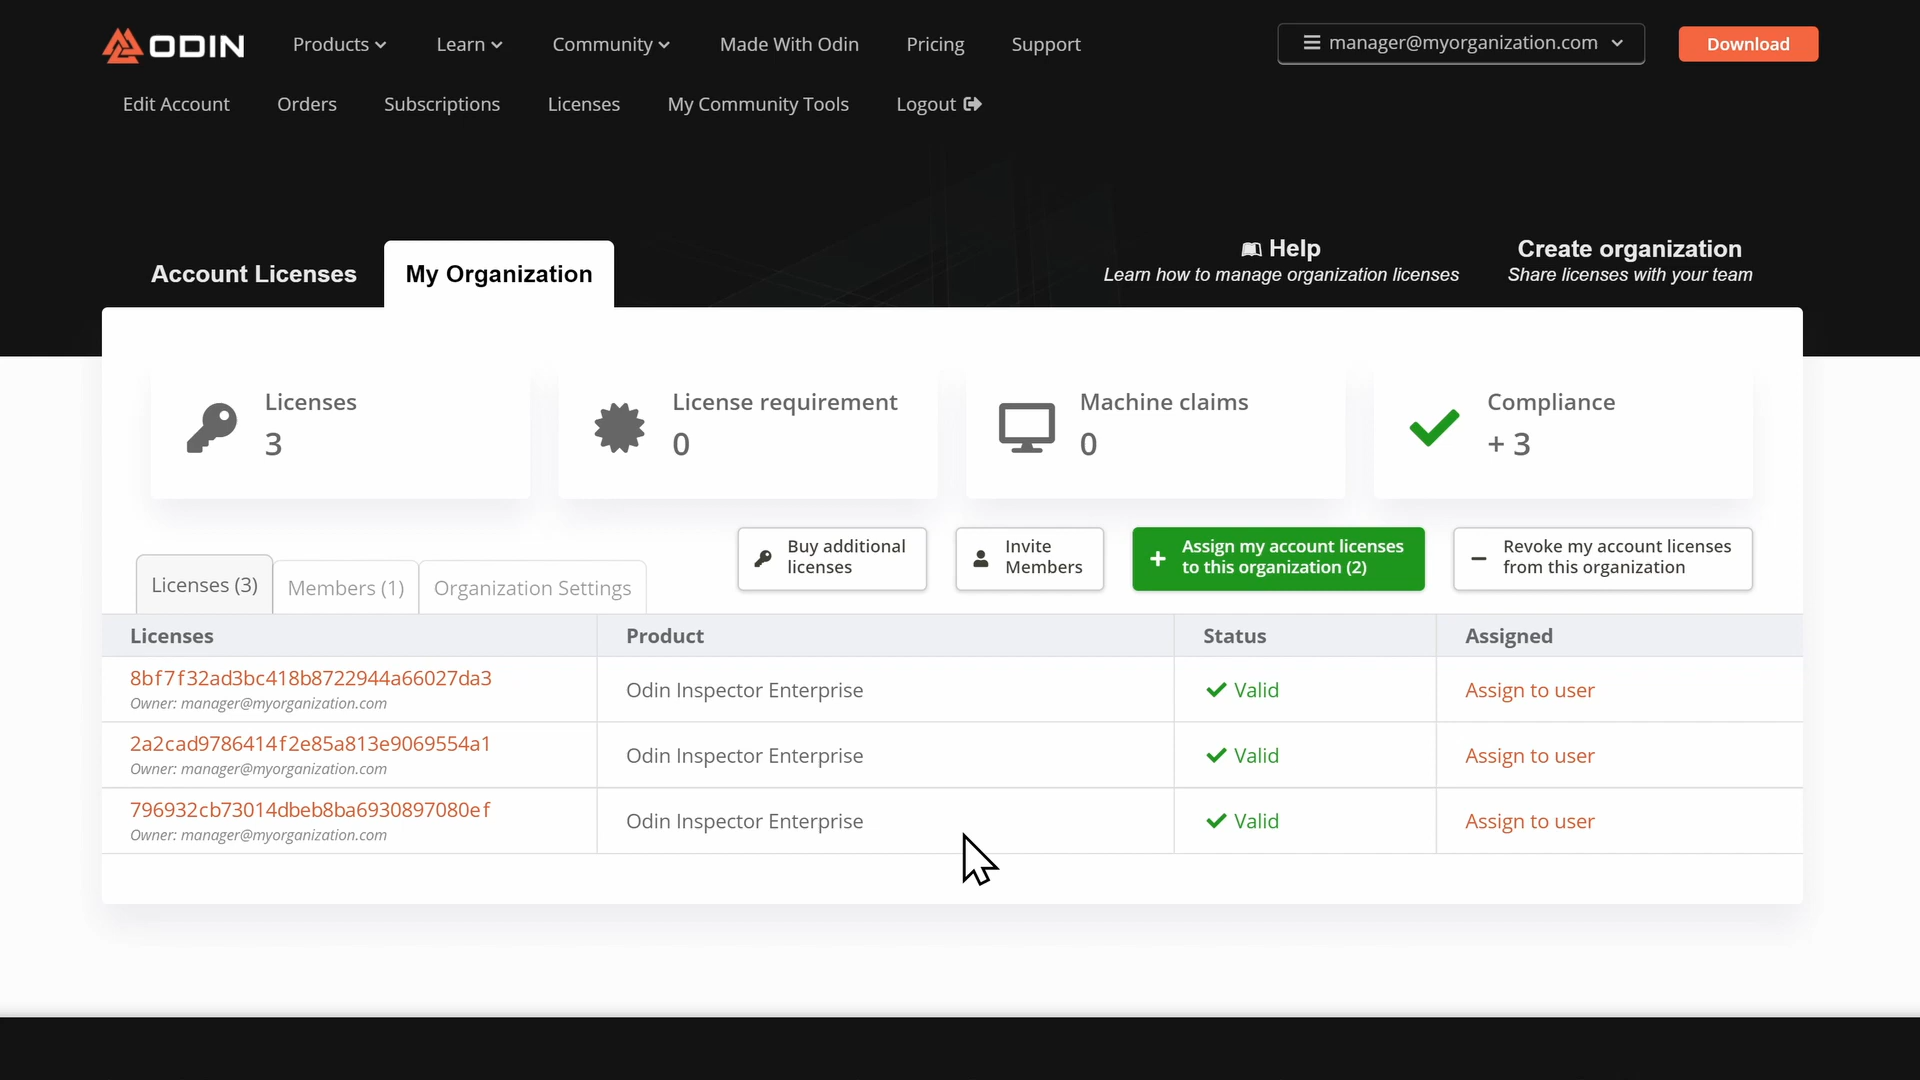 ODIN
Products
Learn
Community
Made With Odin
Pricing
Support
manager@myorganization.com
Download
Edit Account
Orders
Subscriptions
Licenses
My Community Tools
Logout
Account Licenses
My Organization
Help
Learn how to manage organization licenses
Create organization
Share licenses with your team
Licenses
3
License requirement
0
Machine claims
0
Compliance
+ 3
Licenses (3)
Members (1)
Organization Settings
Buy additional
licenses
Invite
Members
Assign my account licenses
to this organization (2)
Revoke my account licenses
from this organization
Licenses Product Status Assigned
8bf7f32ad3bc418b8722944a66027da3
Owner: manager@myorganization.com
Odin Inspector Enterprise
Valid
Assign to user
2a2cad9786414f2e85a813e9069554a1
Owner: manager@myorganization.com
Odin Inspector Enterprise
Valid
Assign to user
796932cb73014dbeb8ba6930897080ef
Owner: manager@myorganization.com
Odin Inspector Enterprise
Valid
Assign to user